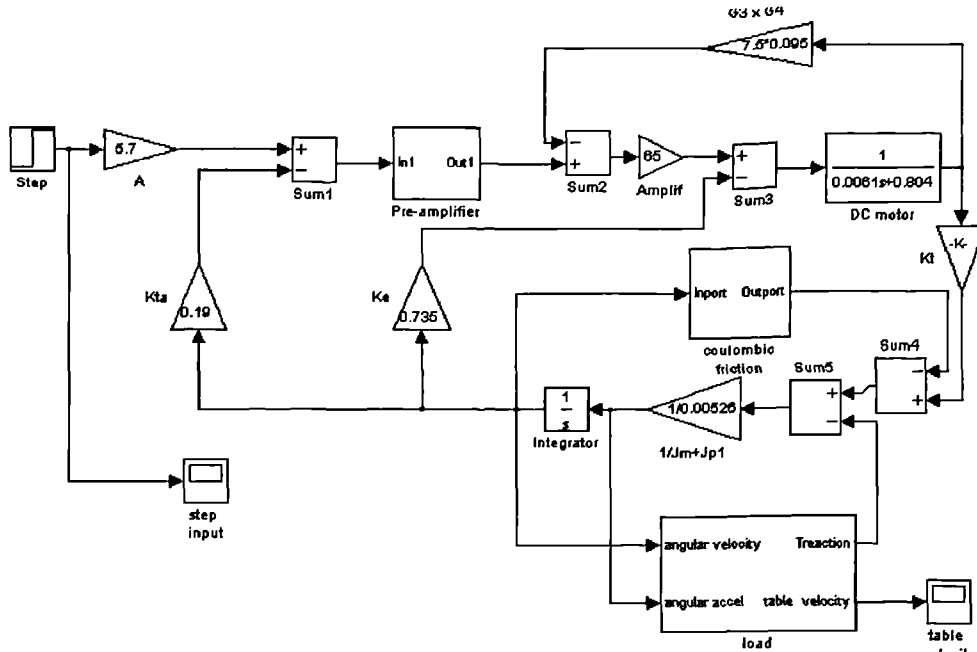 G3 x G4
7.5*0.095
Step
5.7
A
+
−
Sum1
In1 Out1
Pre-amplifier
−
+
Sum2
65
Amplif
+
−
Sum3
1
0.0061s+0.804
DC motor
-K-
Kt
Kta
0.19
Ke
0.735
Inport Outport
coulombic
friction
Sum4
−
+
Sum5
+
−
1/0.00526
1/Jm+Jp1
1
s
Integrator
step
input
angular velocity Treaction
angular accel table velocity
load
table